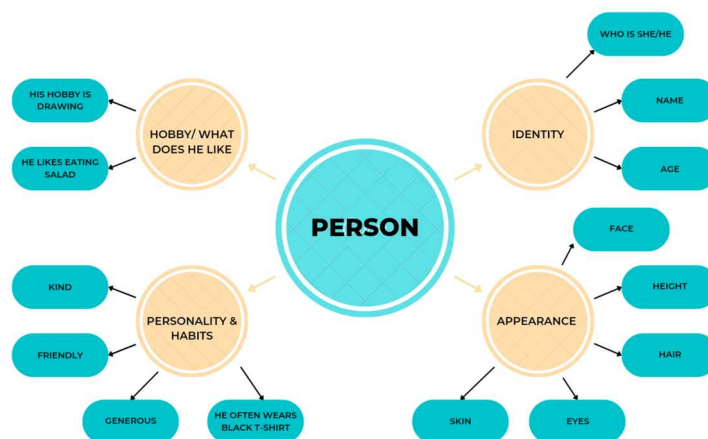 WHO IS SHE/HE
HIS HOBBY IS
DRAWING
NAME
HOBBY/ WHAT
DOES HE LIKE
IDENTITY
HE LIKES EATING
SALAD
AGE
PERSON
FACE
KIND
HEIGHT
PERSONALITY &
HABITS
APPEARANCE
FRIENDLY
HAIR
GENEROUS
HE OFTEN WEARS
BLACK T-SHIRT
SKIN
EYES